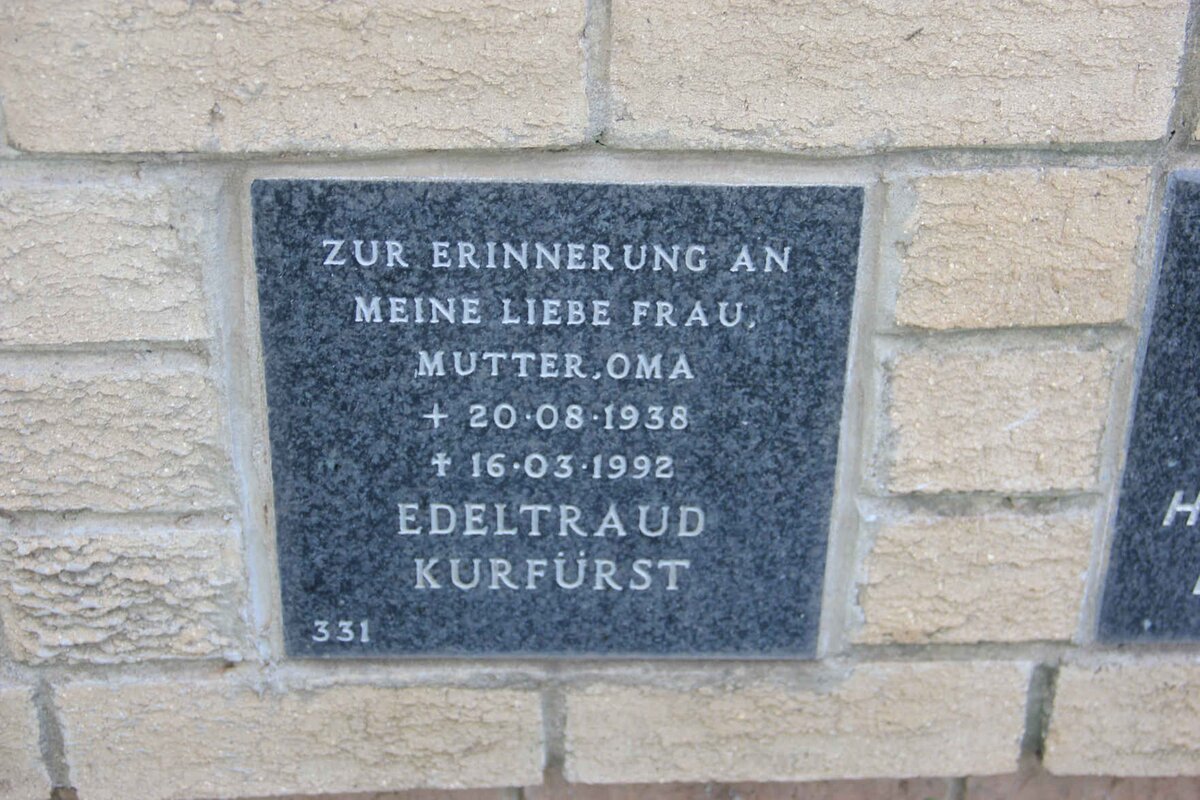 ZUR ERINNERUNG AN
MEINE LIEBE FRAU,
MUTTER, OMA
+ 20·08·1938
✝ 16·03·1992
EDELTRAUD
KURFÜRST
331
H